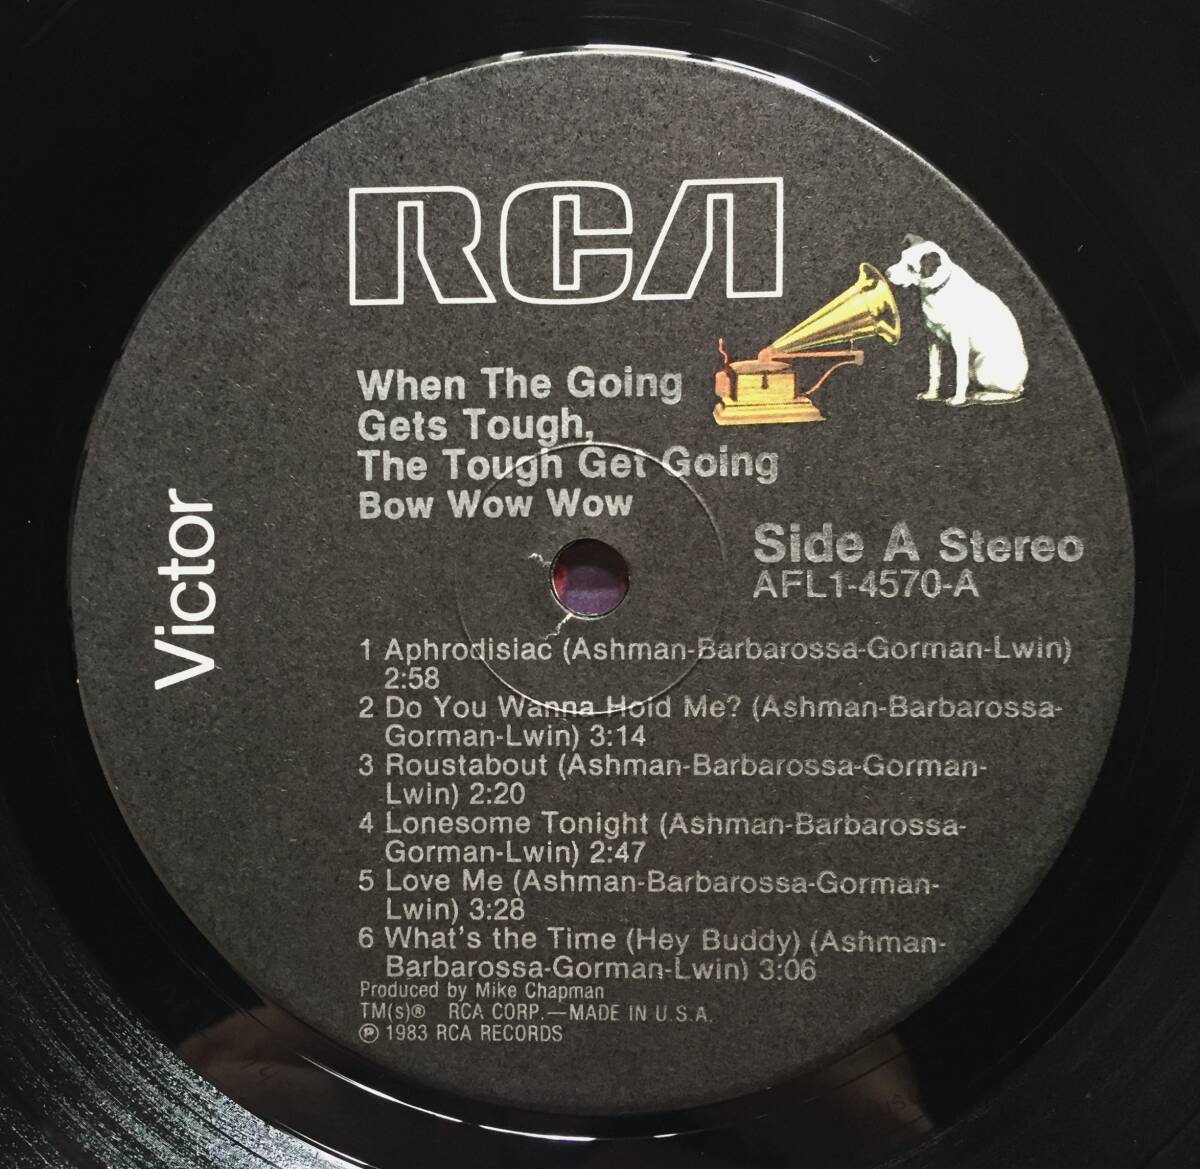 RCA
When The Going
Gets Tough,
The Tough Get Going
Bow Wow Wow
Victor
Side A Stereo
AFL1-4570-A
1 Aphrodisiac (Ashman-Barbarossa-Gorman-Lwin)
2:58
2 Do You Wanna Hold Me? (Ashman-Barbarossa-
Gorman-Lwin) 3:14
3 Roustabout (Ashman-Barbarossa-Gorman-
Lwin) 2:20
4 Lonesome Tonight (Ashman-Barbarossa-
Gorman-Lwin) 2:47
5 Love Me (Ashman-Barbarossa-Gorman-
Lwin) 3:28
6 What's the Time (Hey Buddy) (Ashman-
Barbarossa-Gorman-Lwin) 3:06
Produced by Mike Chapman
TM(s)® RCA CORP.—MADE IN U.S.A.
℗ 1983 RCA RECORDS